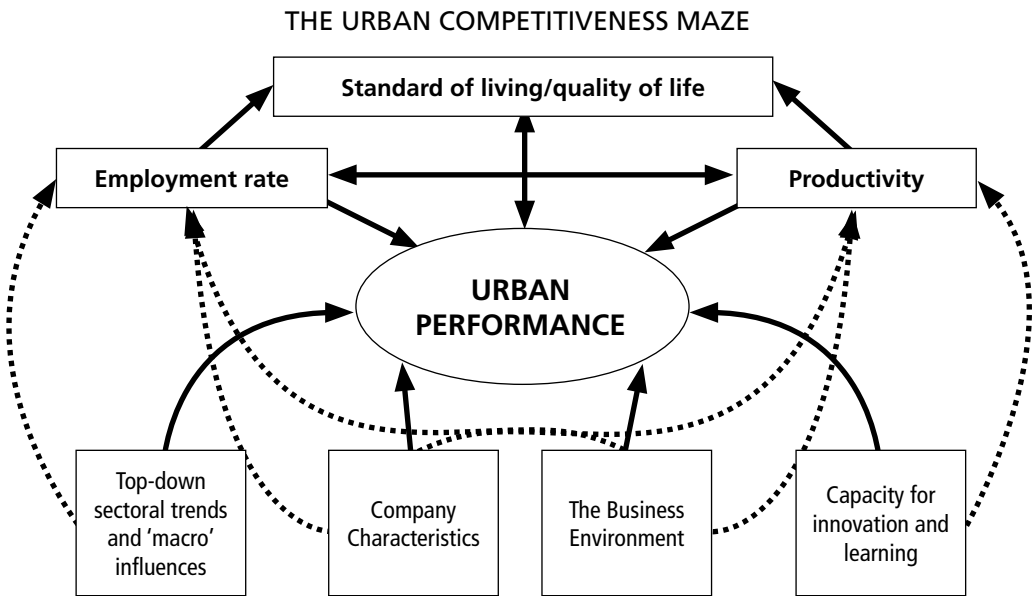 THE URBAN COMPETITIVENESS MAZE
Standard of living/quality of life
Employment rate
Productivity
URBAN
PERFORMANCE
Top-down
sectoral trends
and 'macro'
influences
Company
Characteristics
The Business
Environment
Capacity for
innovation and
learning